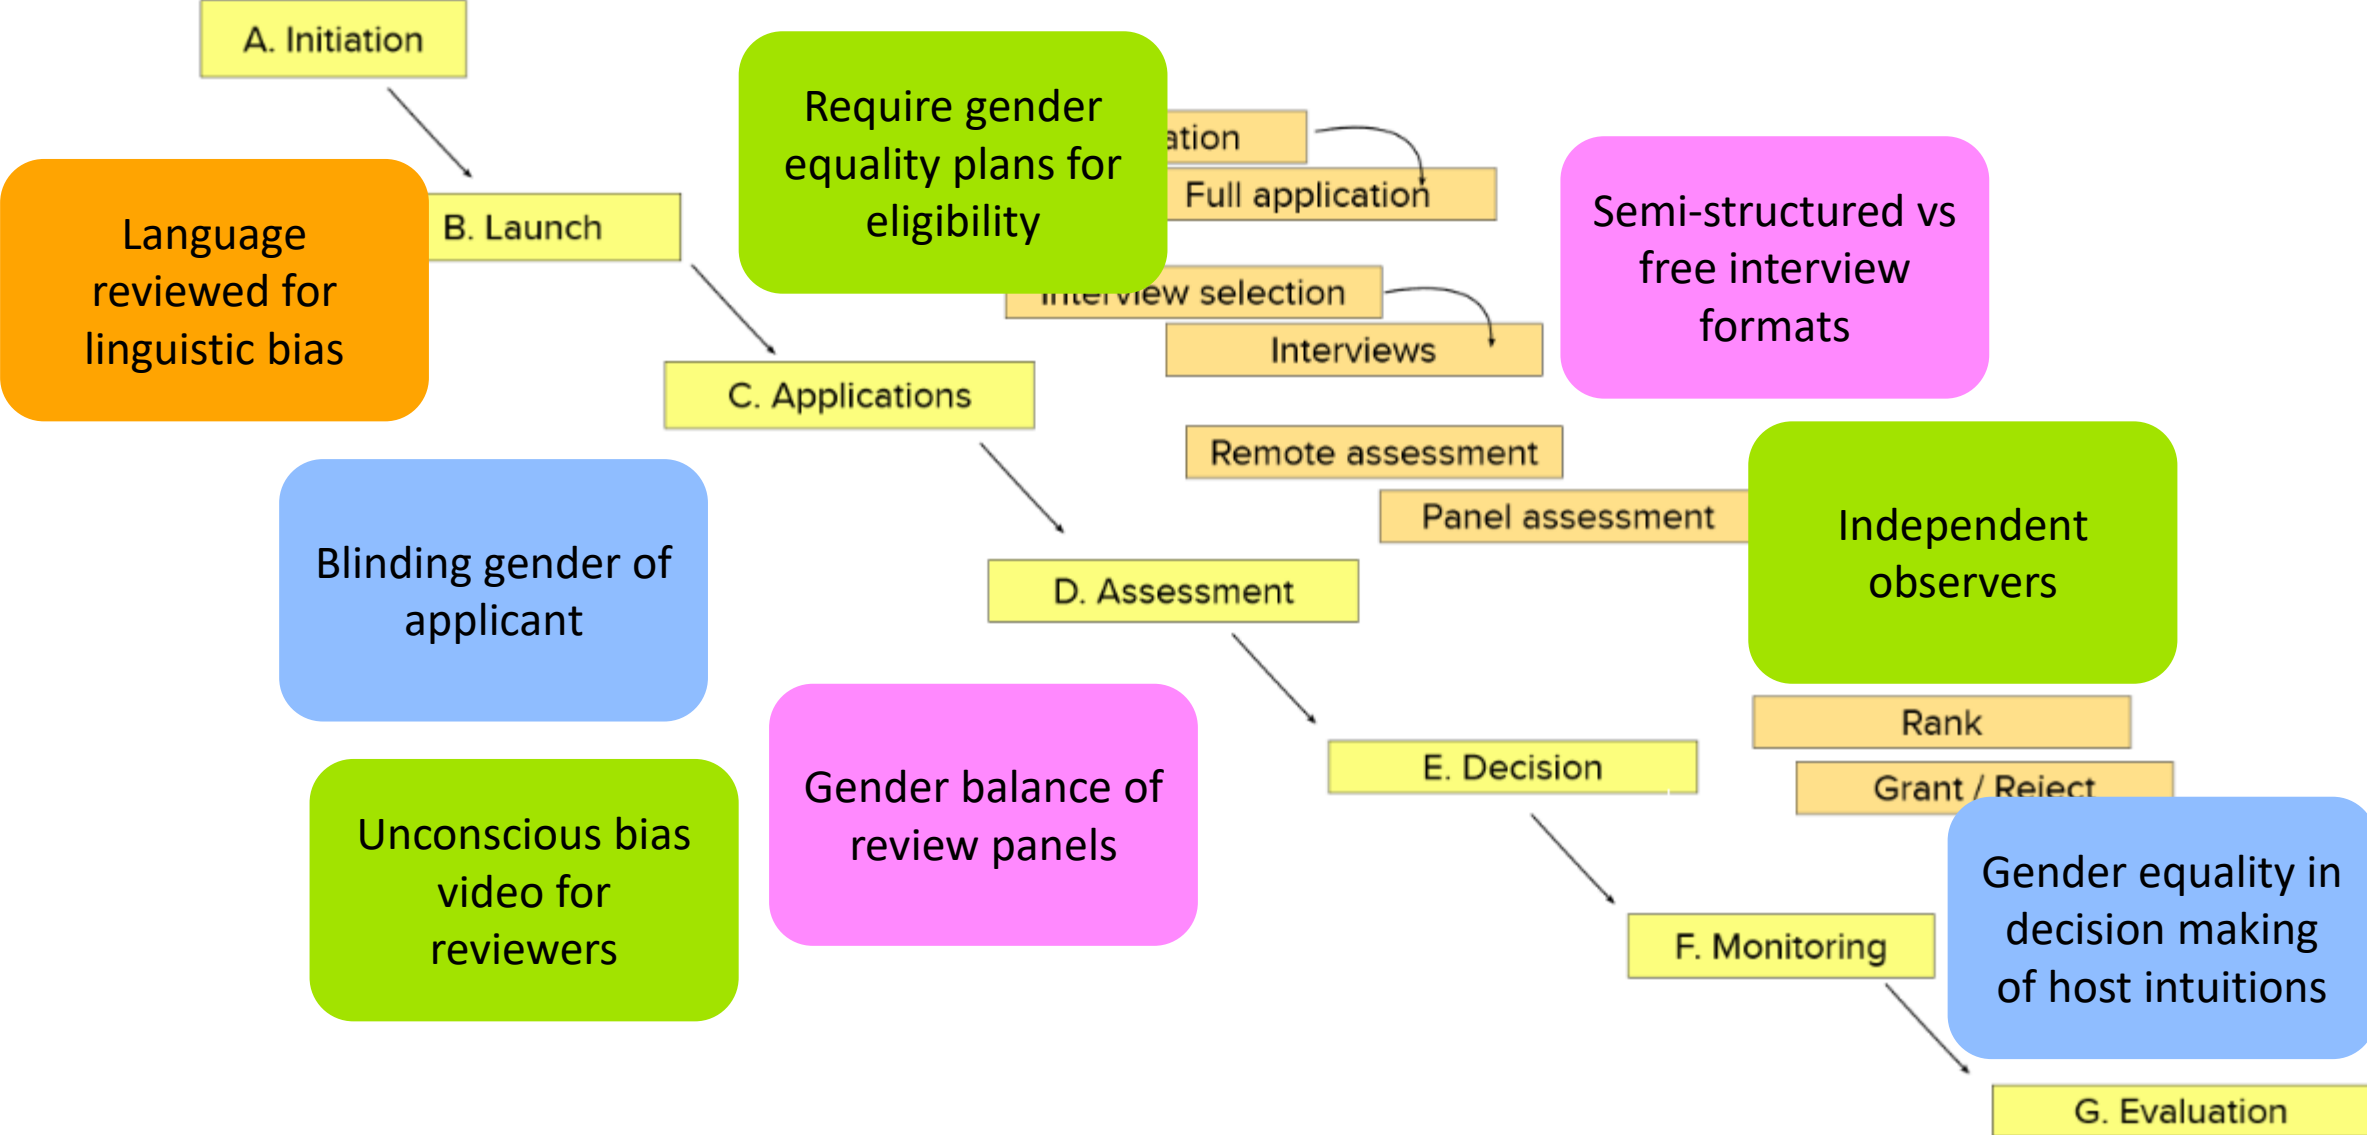 A. Initiation
Require gender
equality plans for
eligibility
ation
Full application
Semi-structured vs
free interview
formats
Language
reviewed for
linguistic bias
B. Launch
Interview selection
Interviews
C. Applications
Remote assessment
Panel assessment
Independent
observers
Blinding gender of
applicant
D. Assessment
Rank
Grant / Reject
E. Decision
Gender balance of
review panels
Unconscious bias
video for
reviewers
Gender equality in
decision making
of host intuitions
F. Monitoring
G. Evaluation